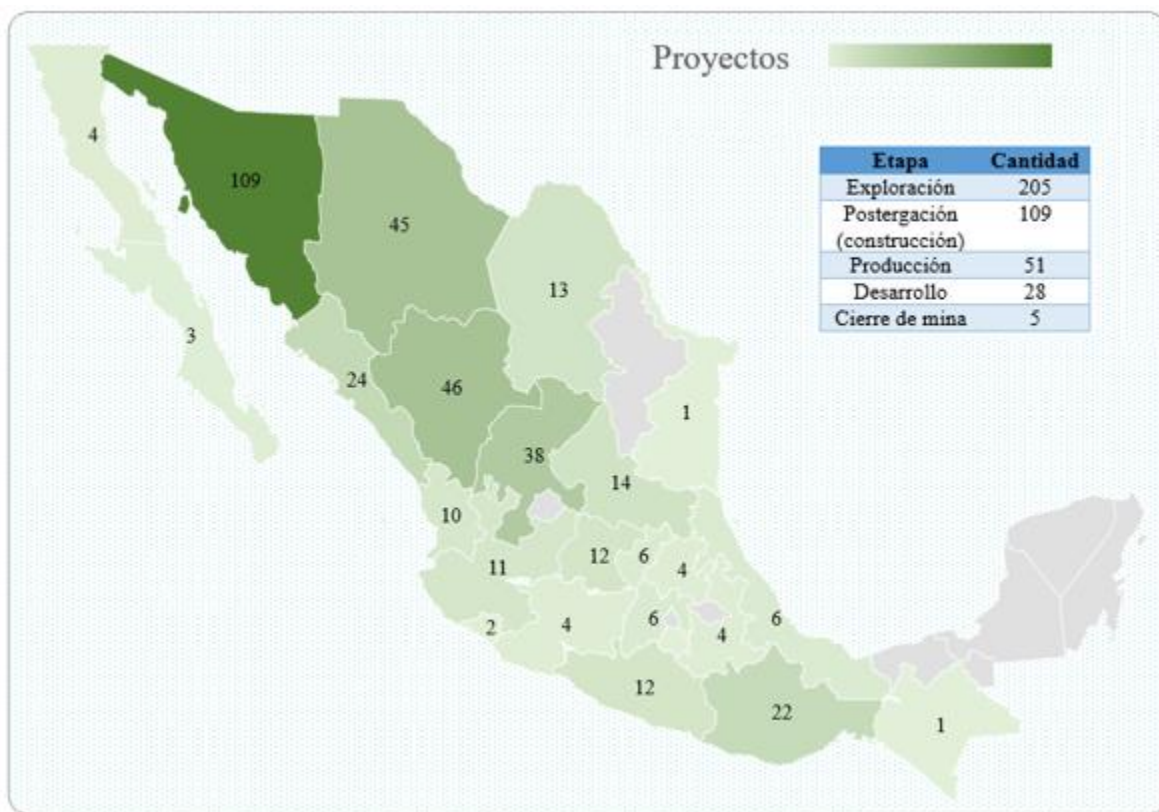 Proyectos
Etapa Cantidad
Exploración 205
Postergación 109
(construcción)
Producción 51
Desarrollo 28
Cierre de mina 5
4
109
45
13
3
24
46
1
38
14
10
11
12
6
4
2
4
6
4
6
12
22
1